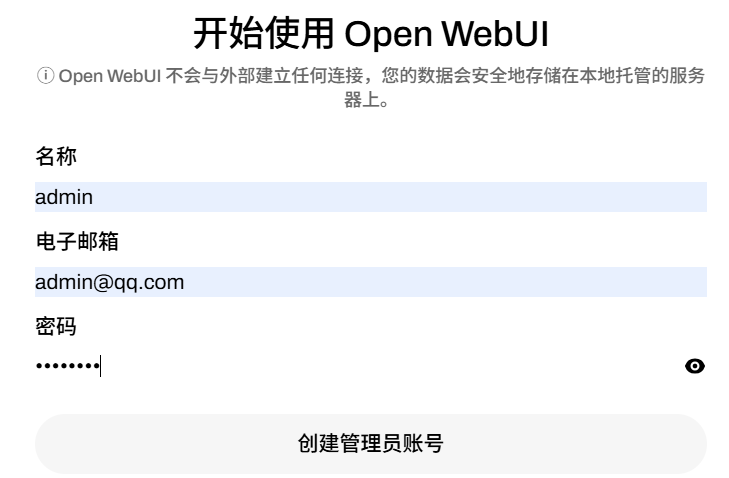 开始使用 Open WebUI
ⓘ Open WebUI 不会与外部建立任何连接，您的数据会安全地存储在本地托管的服务
器上。
名称
admin
电子邮箱
admin@qq.com
密码
••••••••
创建管理员账号